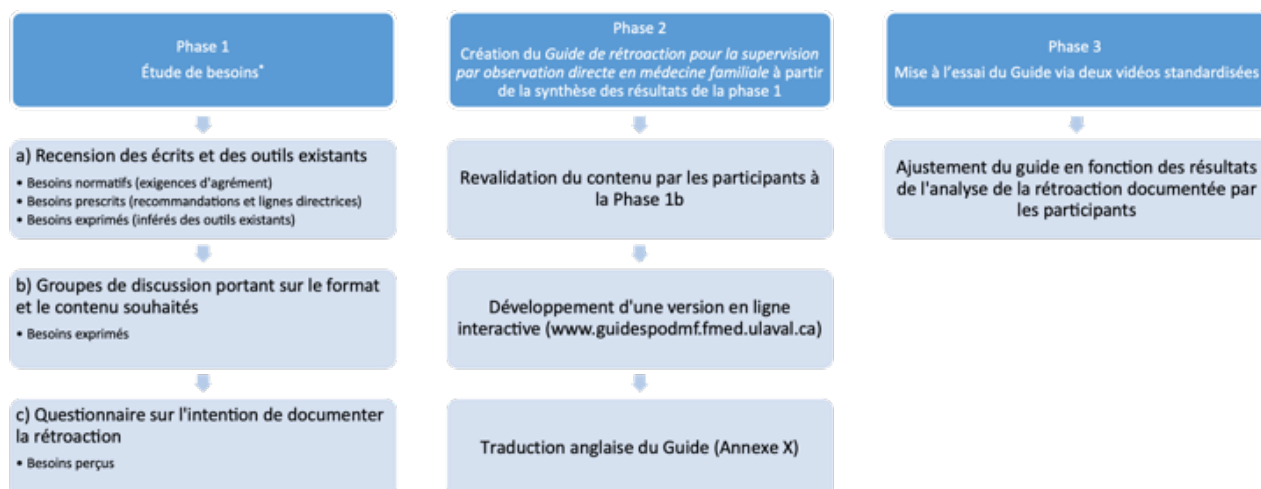 Phase 1
Étude de besoins*
a) Recension des écrits et des outils existants
• Besoins normatifs (exigences d'agrément)
• Besoins prescrits (recommandations et lignes directrices)
• Besoins exprimés (inférés des outils existants)
b) Groupes de discussion portant sur le format
et le contenu souhaités
• Besoins exprimés
c) Questionnaire sur l'intention de documenter
la rétroaction
• Besoins perçus
Phase 2
Création du Guide de rétroaction pour la supervision
par observation directe en médecine familiale à partir
de la synthèse des résultats de la phase 1
Revalidation du contenu par les participants à
la Phase 1b
Développement d'une version en ligne
interactive (www.guidespodmf.fmed.ulaval.ca)
Traduction anglaise du Guide (Annexe X)
Phase 3
Mise à l'essai du Guide via deux vidéos standardisées
Ajustement du guide en fonction des résultats
de l'analyse de la rétroaction documentée par
les participants